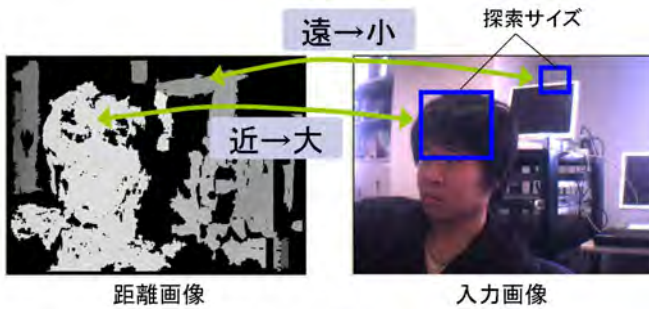 遠→小
探索サイズ
近→大
距離画像
入力画像